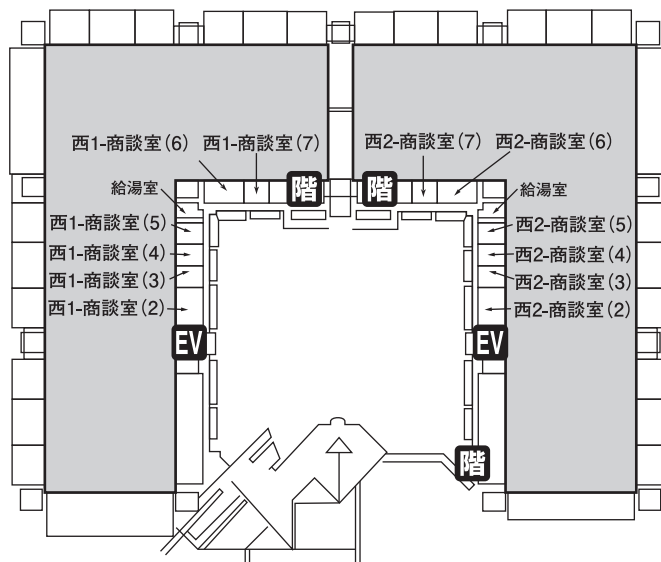 西1-商談室(6)
西1-商談室(7)
西2-商談室(7)
西2-商談室(6)
階
階
給湯室
給湯室
西1-商談室(5)
西2-商談室(5)
西1-商談室(4)
西2-商談室(4)
西1-商談室(3)
西2-商談室(3)
西1-商談室(2)
西2-商談室(2)
EV
EV
階